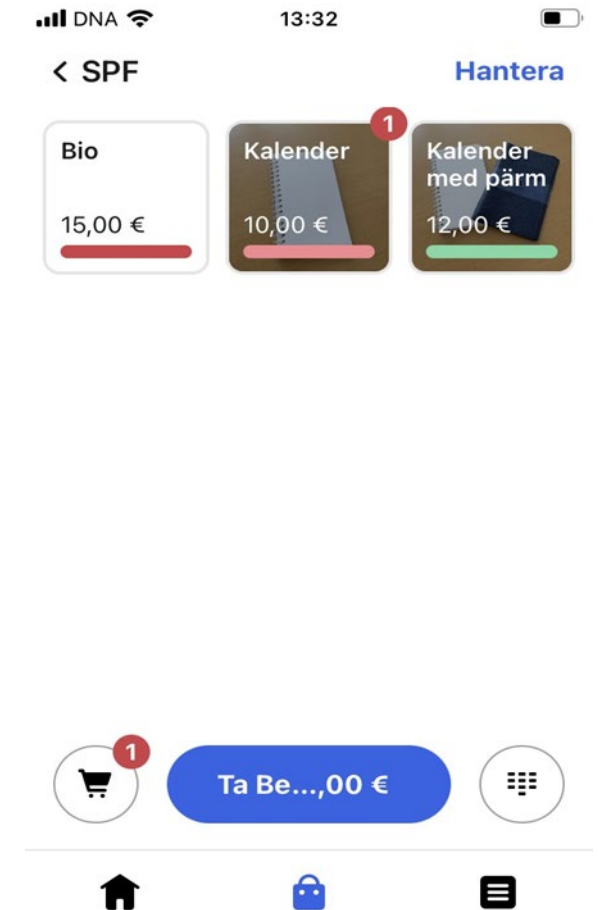 DNA 13:32
< SPF Hantera
Bio
15,00 €
Kalender
10,00 €
1
Kalender
med pärm
12,00 €
1
Ta Be...,00 €